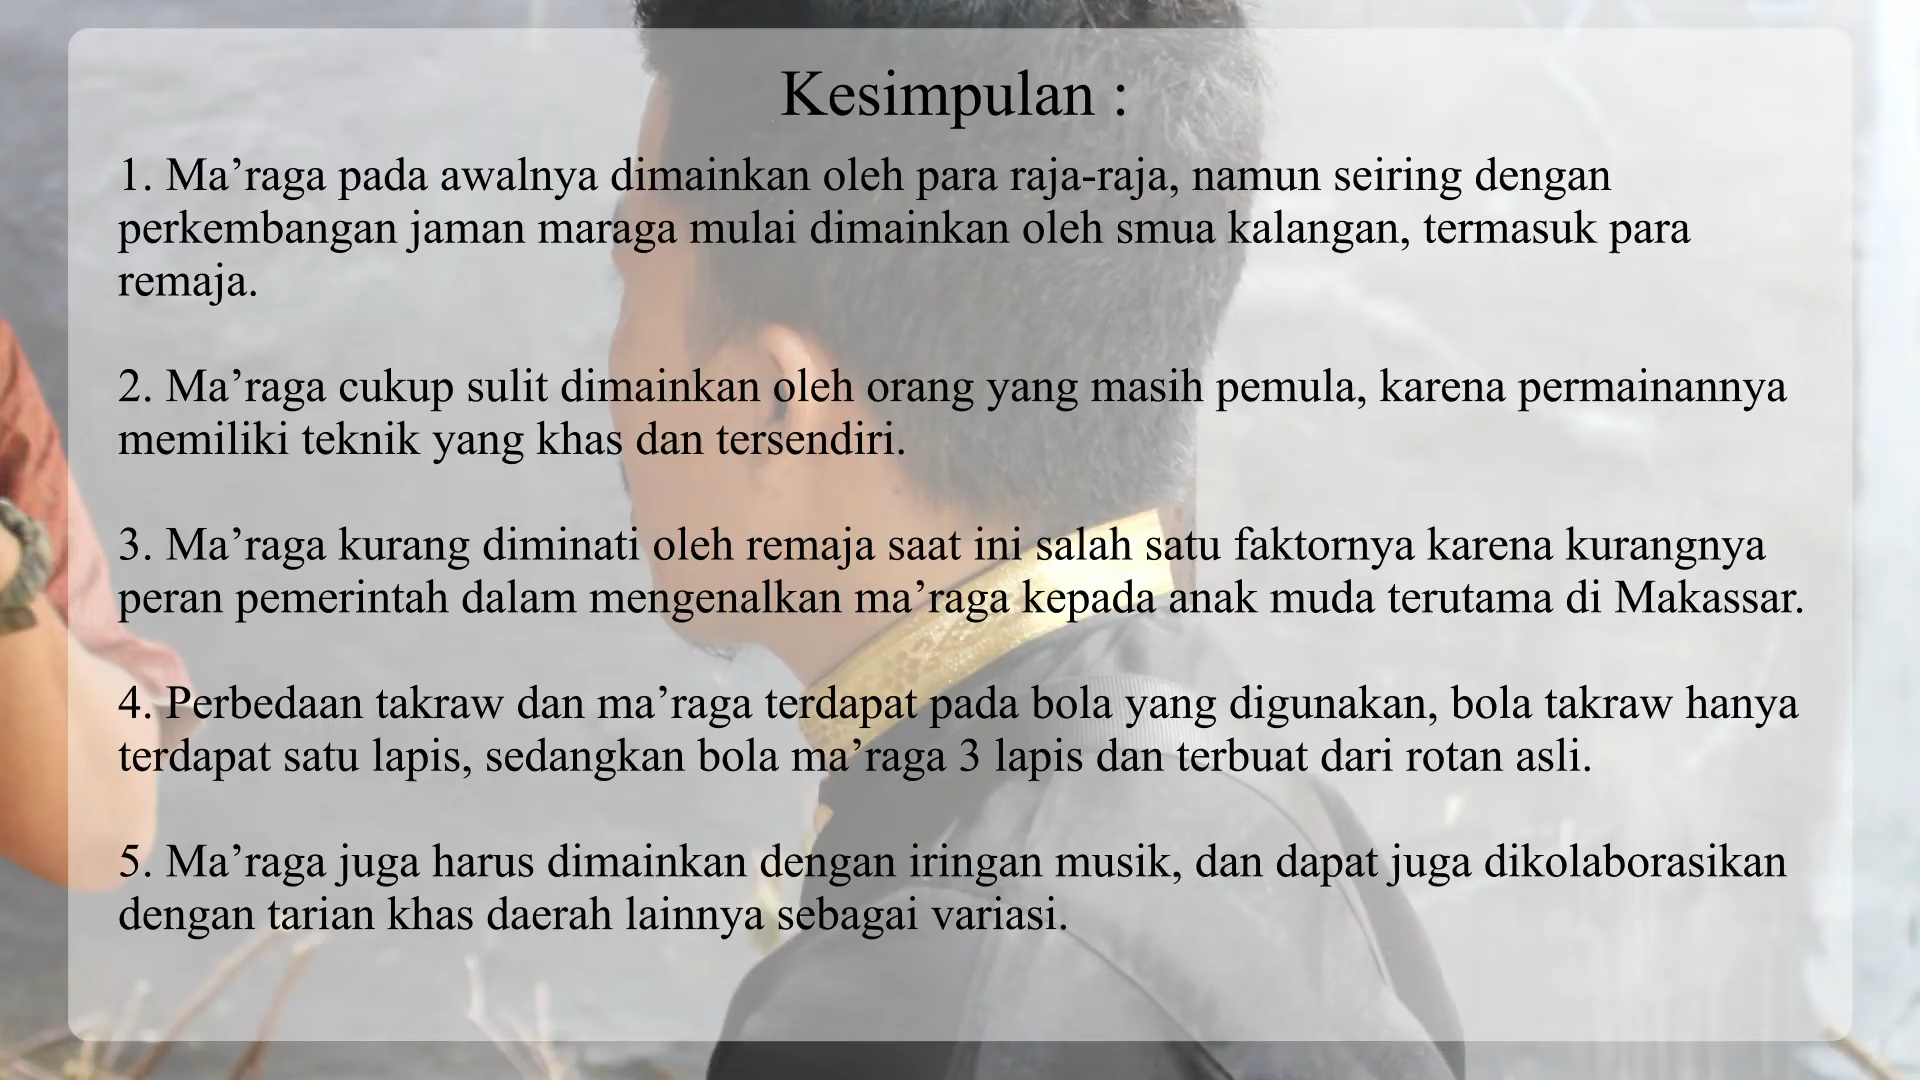 Kesimpulan :
1. Ma’raga pada awalnya dimainkan oleh para raja-raja, namun seiring dengan
perkembangan jaman maraga mulai dimainkan oleh smua kalangan, termasuk para
remaja.
2. Ma’raga cukup sulit dimainkan oleh orang yang masih pemula, karena permainannya
memiliki teknik yang khas dan tersendiri.
3. Ma’raga kurang diminati oleh remaja saat ini salah satu faktornya karena kurangnya
peran pemerintah dalam mengenalkan ma’raga kepada anak muda terutama di Makassar.
4. Perbedaan takraw dan ma’raga terdapat pada bola yang digunakan, bola takraw hanya
terdapat satu lapis, sedangkan bola ma’raga 3 lapis dan terbuat dari rotan asli.
5. Ma’raga juga harus dimainkan dengan iringan musik, dan dapat juga dikolaborasikan
dengan tarian khas daerah lainnya sebagai variasi.